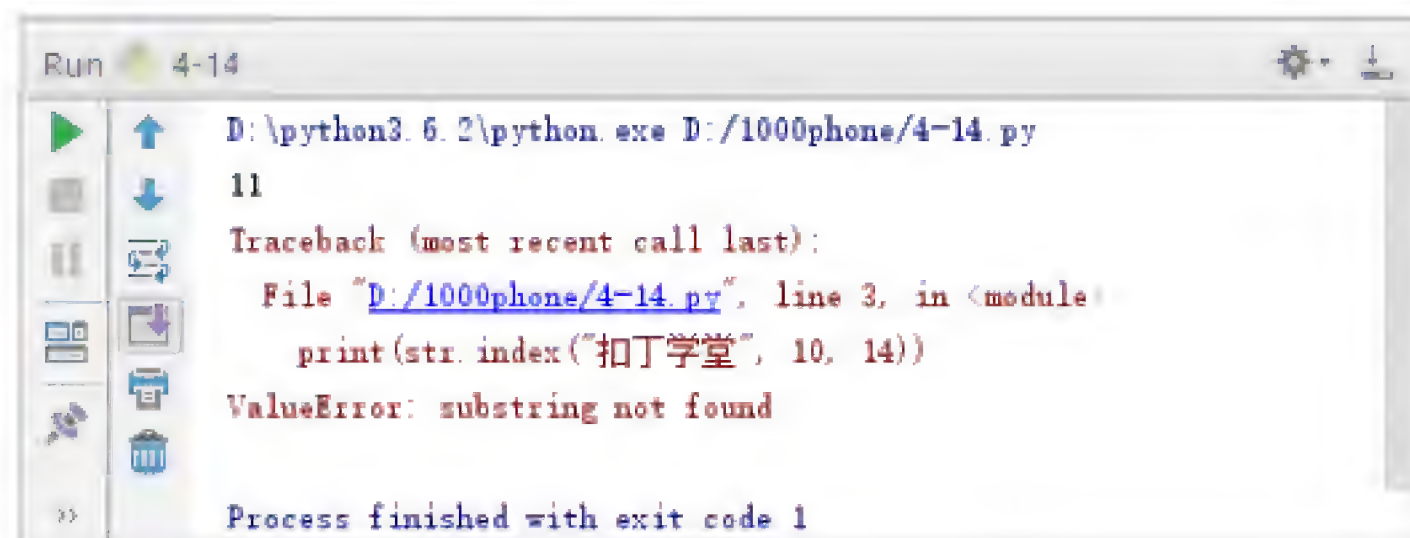 Run 4-14
D:\python3.6.2\python.exe D:/1000phone/4-14.py
11
Traceback (most recent call last):
File "D:/1000phone/4-14.py", line 3, in <module>
print(str.index("扣丁学堂", 10, 14))
ValueError: substring not found
Process finished with exit code 1